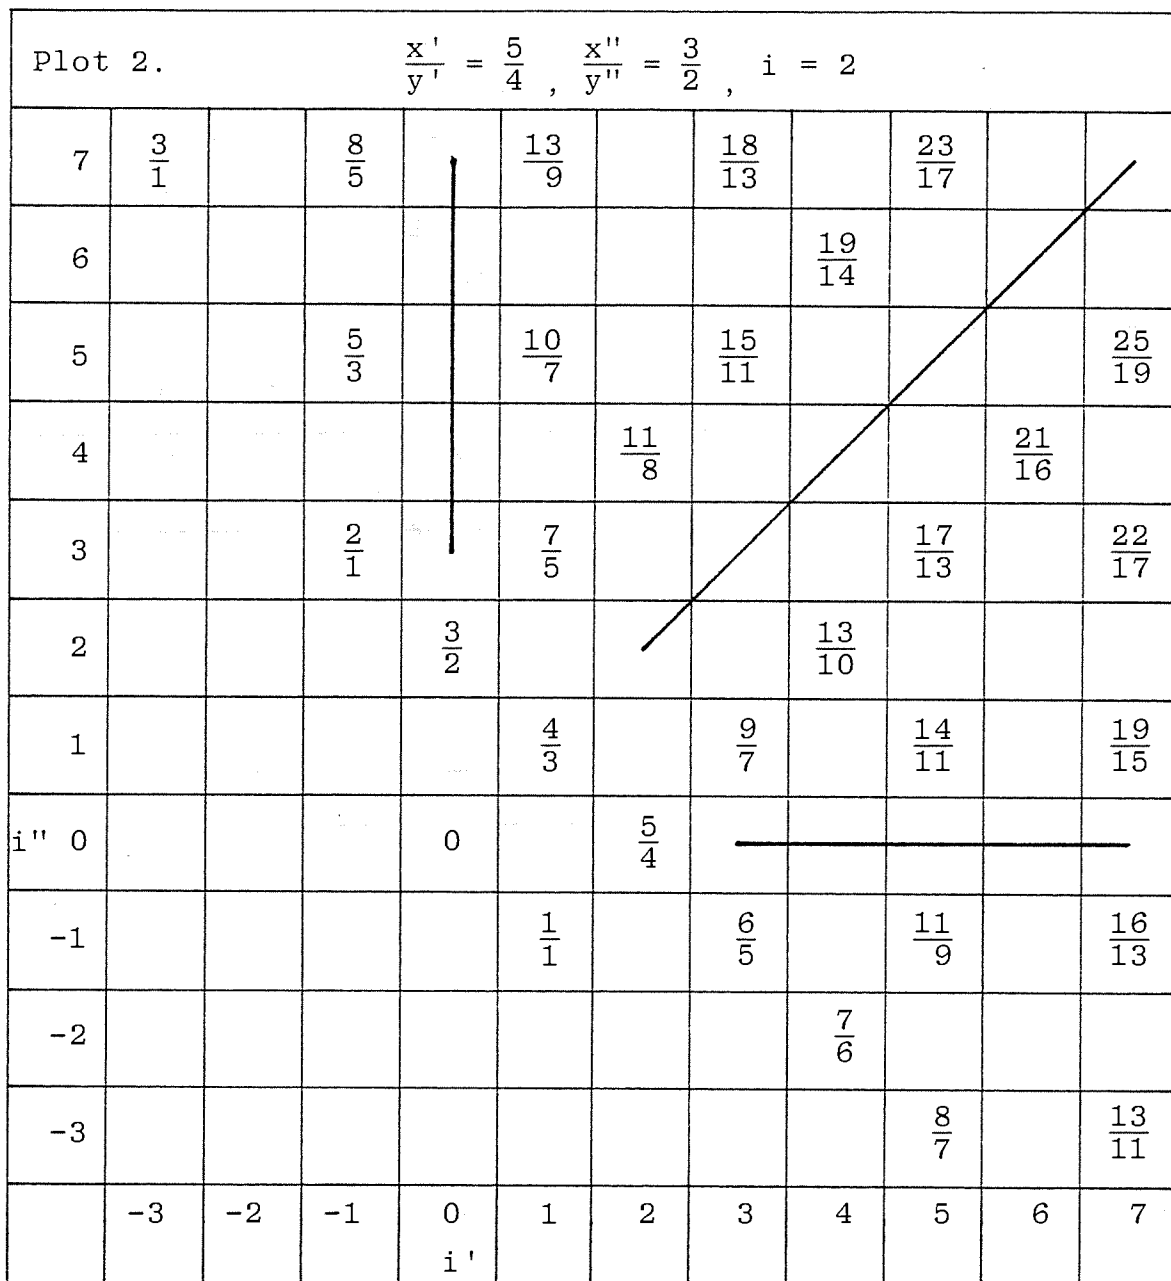 Plot 2. x'/y' = 5/4 , x"/y" = 3/2 , i = 2
7 3/1 8/5 13/9 18/13 23/17
6 19/14
5 5/3 10/7 15/11 25/19
4 11/8 21/16
3 2/1 7/5 17/13 22/17
2 3/2 13/10
1 4/3 9/7 14/11 19/15
i" 0 0 5/4
-1 1/1 6/5 11/9 16/13
-2 7/6
-3 8/7 13/11
-3 -2 -1 0 1 2 3 4 5 6 7
i'